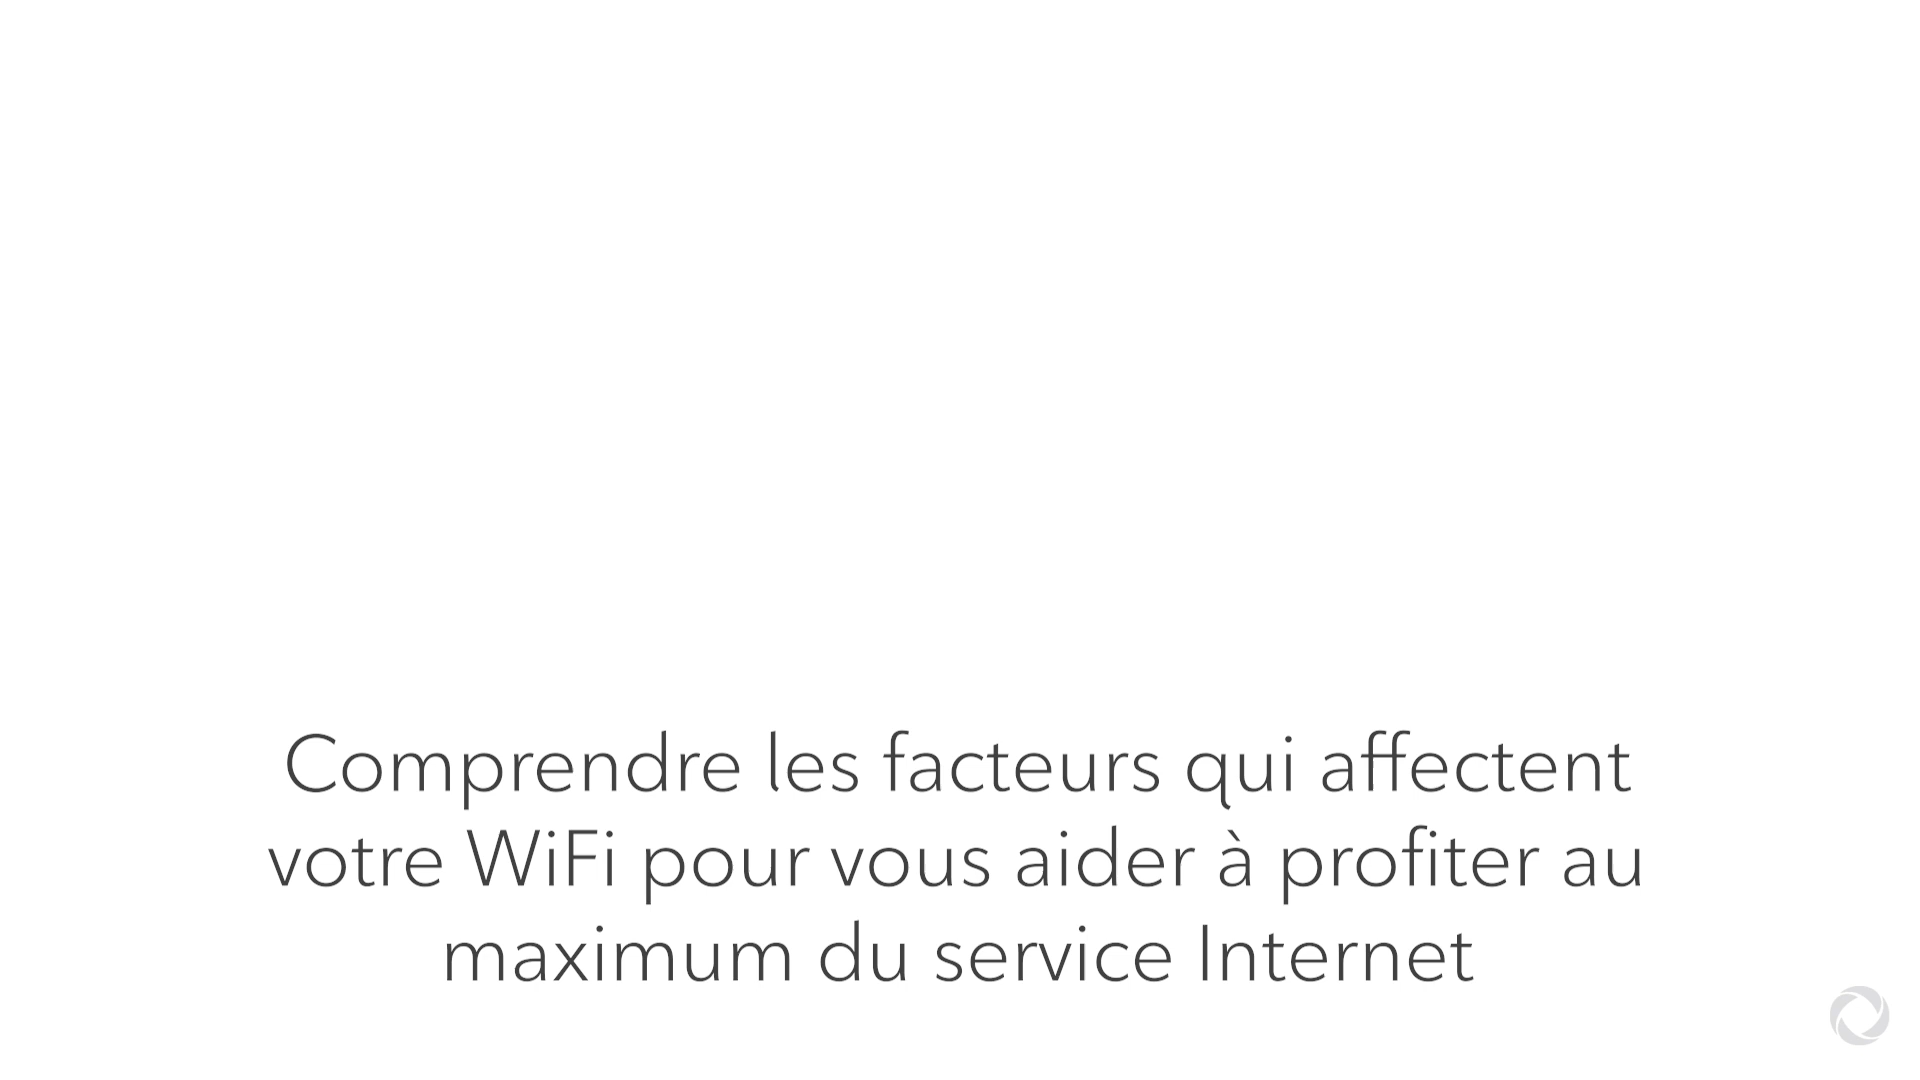 Comprendre les facteurs qui affectent
votre WiFi pour vous aider à profiter au
maximum du service Internet